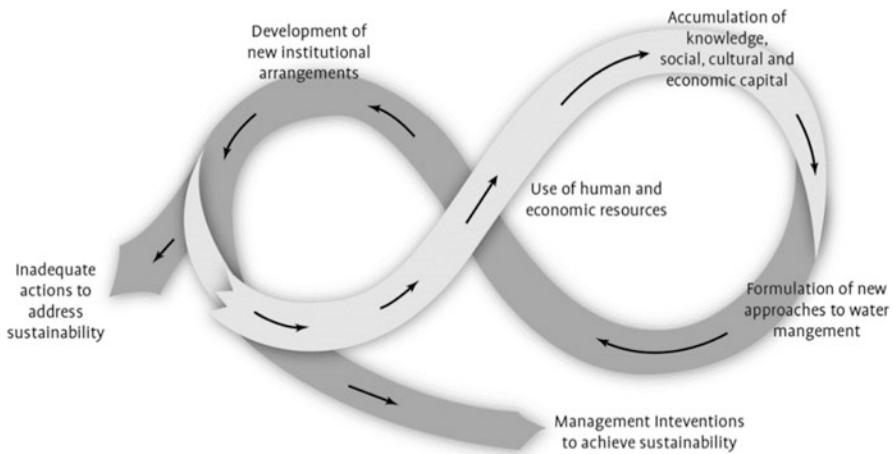 Development of
new institutional
arrangements
Accumulation of
knowledge,
social, cultural and
economic capital
Use of human and
economic resources
Inadequate
actions to
address
sustainability
Formulation of new
approaches to water
mangement
Management Inteventions
to achieve sustainability